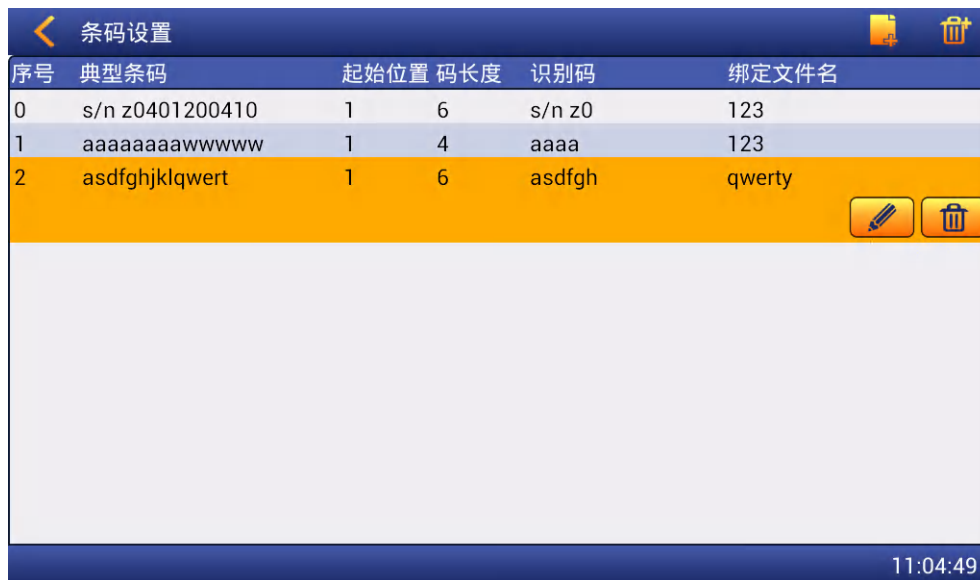 条码设置
序号 典型条码 起始位置 码长度 识别码 绑定文件名
0 s/n z0401200410 1 6 s/n z0 123
1 aaaaaaaawwwww 1 4 aaaa 123
2 asdfghjklqwert 1 6 asdfgh qwerty
11:04:49